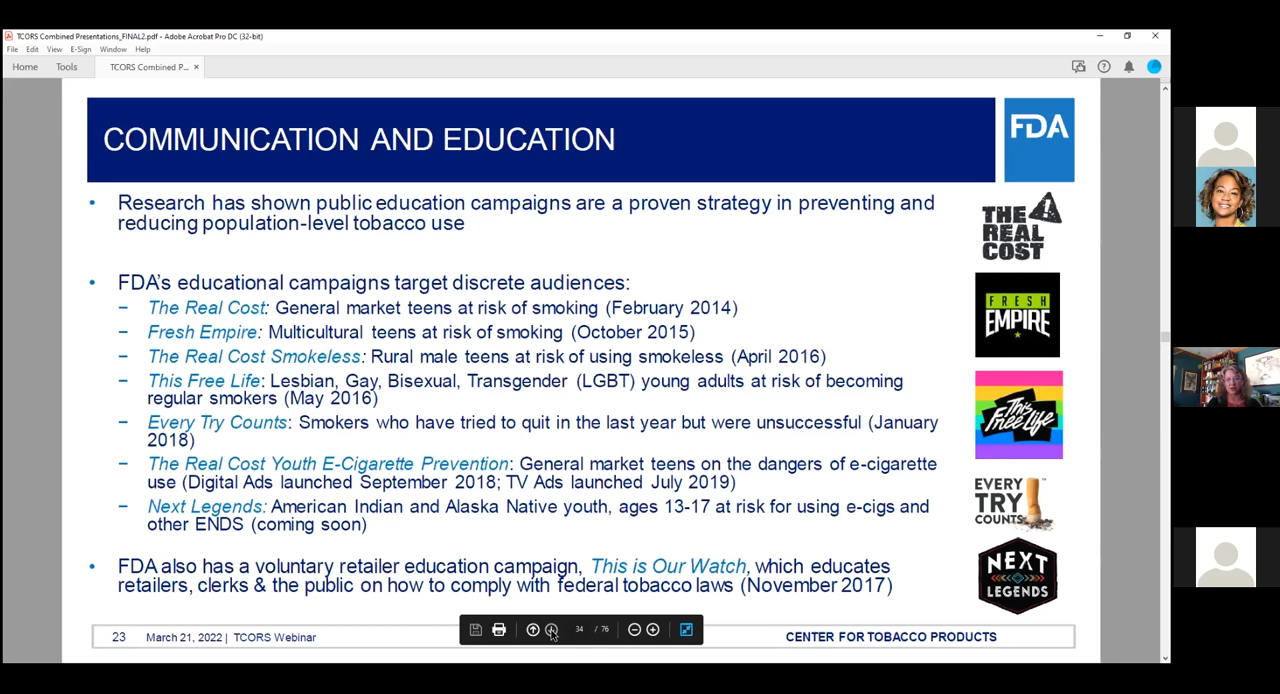 TCORS Combined Presentations_FINAL2.pdf - Adobe Acrobat Pro DC (32-bit)
File Edit View E-Sign Window Help
Home Tools TCORS Combined P... ×
COMMUNICATION AND EDUCATION
FDA
• Research has shown public education campaigns are a proven strategy in preventing and
reducing population-level tobacco use
THE
REAL
COST
• FDA's educational campaigns target discrete audiences:
− The Real Cost: General market teens at risk of smoking (February 2014)
− Fresh Empire: Multicultural teens at risk of smoking (October 2015)
− The Real Cost Smokeless: Rural male teens at risk of using smokeless (April 2016)
− This Free Life: Lesbian, Gay, Bisexual, Transgender (LGBT) young adults at risk of becoming
regular smokers (May 2016)
− Every Try Counts: Smokers who have tried to quit in the last year but were unsuccessful (January
2018)
− The Real Cost Youth E-Cigarette Prevention: General market teens on the dangers of e-cigarette
use (Digital Ads launched September 2018; TV Ads launched July 2019)
− Next Legends: American Indian and Alaska Native youth, ages 13-17 at risk for using e-cigs and
other ENDS (coming soon)
FRESH
EMPIRE
This
Free Life
EVERY
TRY
COUNTS
NEXT
LEGENDS
• FDA also has a voluntary retailer education campaign, This is Our Watch, which educates
retailers, clerks & the public on how to comply with federal tobacco laws (November 2017)
23 March 21, 2022 | TCORS Webinar
34 / 76
CENTER FOR TOBACCO PRODUCTS